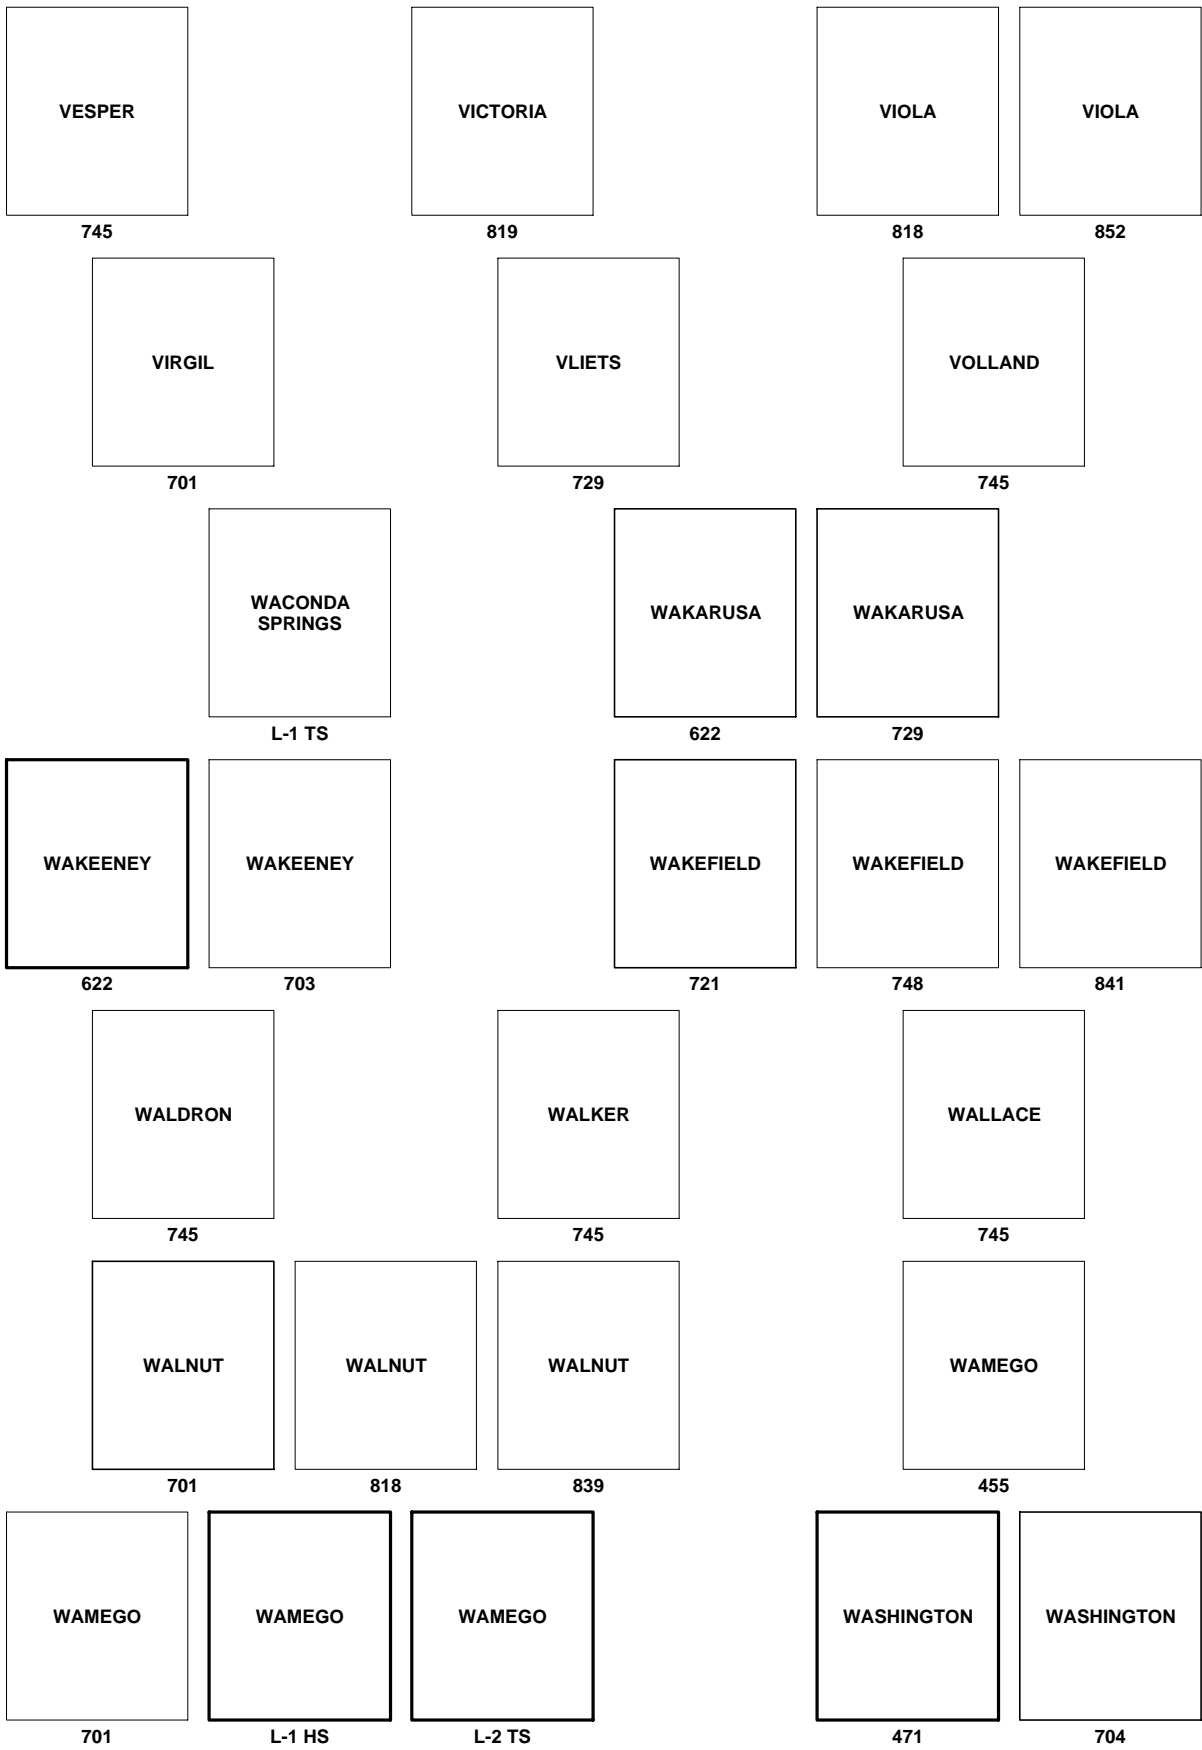 VESPER VICTORIA VIOLA VIOLA
745 819 818 852
VIRGIL VLIETS VOLLAND
701 729 745
WACONDA
SPRINGS
WAKARUSA WAKARUSA
L-1 TS 622 729
WAKEENEY WAKEENEY WAKEFIELD WAKEFIELD WAKEFIELD
622 703 721 748 841
WALDRON WALKER WALLACE
745 745 745
WALNUT WALNUT WALNUT WAMEGO
701 818 839 455
WAMEGO WAMEGO WAMEGO WASHINGTON WASHINGTON
701 L-1 HS L-2 TS 471 704